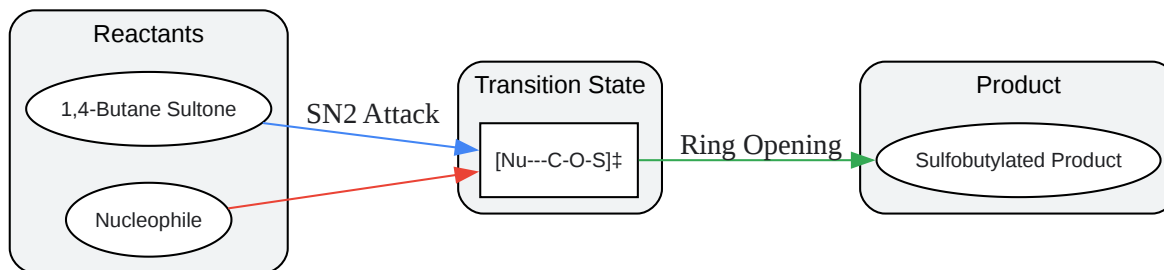 Reactants
1,4-Butane Sultone
Nucleophile
SN2 Attack
Transition State
[Nu---C-O-S]‡
Ring Opening
Product
Sulfobutylated Product